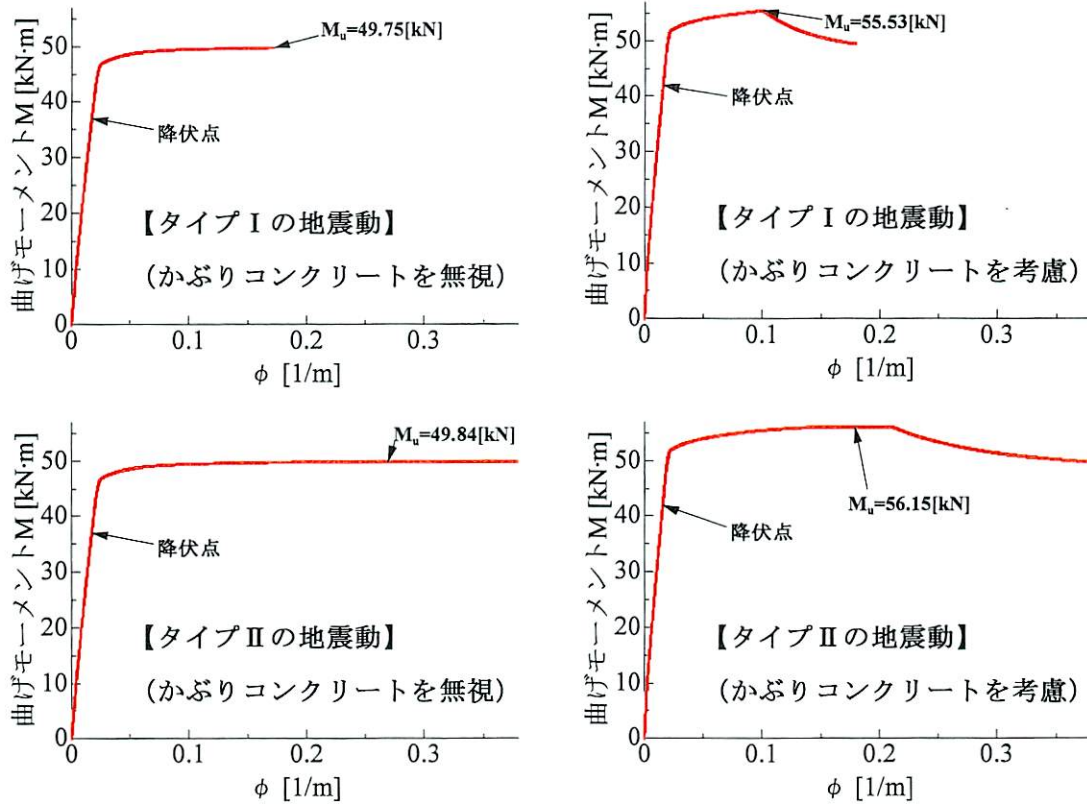 曲げモーメントM [kN·m]
50
40
30
20
10
0
0
0.1
0.2
0.3
φ [1/m]
Mu=49.75[kN]
降伏点
【タイプⅠの地震動】
(かぶりコンクリートを無視)
曲げモーメントM [kN·m]
50
40
30
20
10
0
0
0.1
0.2
0.3
φ [1/m]
Mu=55.53[kN]
降伏点
【タイプⅠの地震動】
(かぶりコンクリートを考慮)
曲げモーメントM [kN·m]
50
40
30
20
10
0
0
0.1
0.2
0.3
φ [1/m]
Mu=49.84[kN]
降伏点
【タイプⅡの地震動】
(かぶりコンクリートを無視)
曲げモーメントM [kN·m]
50
40
30
20
10
0
0
0.1
0.2
0.3
φ [1/m]
Mu=56.15[kN]
降伏点
【タイプⅡの地震動】
(かぶりコンクリートを考慮)